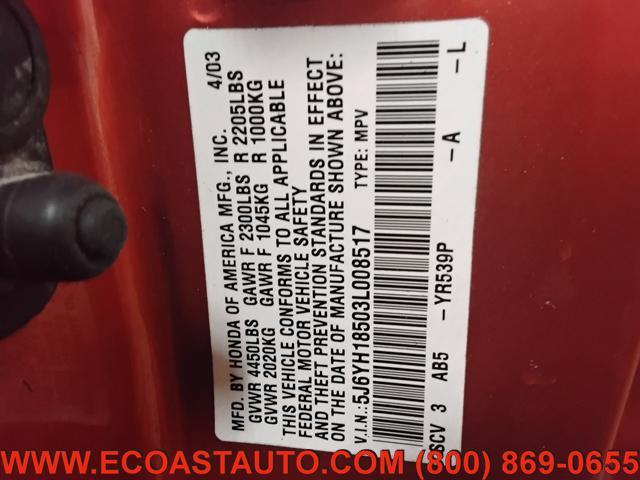 MFD. BY HONDA OF AMERICA MFG., INC. 4/03
GVWR 4450LBS GAWR F 2300LBS R 2205LBS
GVWR 2020KG GAWR F 1045KG R 1000KG
THIS VEHICLE CONFORMS TO ALL APPLICABLE
FEDERAL MOTOR VEHICLE SAFETY
AND THEFT PREVENTION STANDARDS IN EFFECT
ON THE DATE OF MANUFACTURE SHOWN ABOVE:
V.I.N.:5J6YH18503L008517 TYPE: MPV
SCV 3 AB5 -YR539P -A -L
WWW.ECOASTAUTO.COM (800) 869-0655